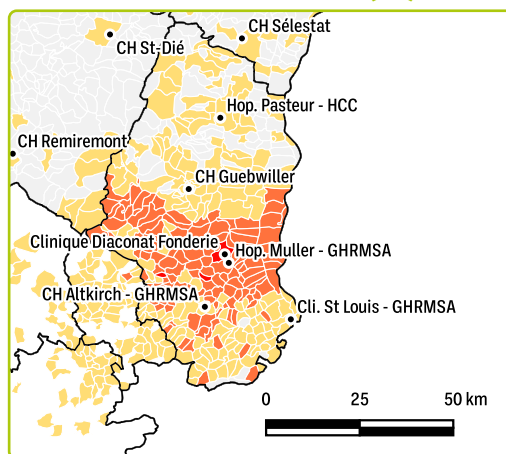 CH St-Dié
CH Sélestat
Hop. Pasteur - HCC
CH Remiremont
CH Guebwiller
Clinique Diaconat Fonderie
Hop. Muller - GHRMSA
CH Altkirch - GHRMSA
Cli. St Louis - GHRMSA
0 25 50 km